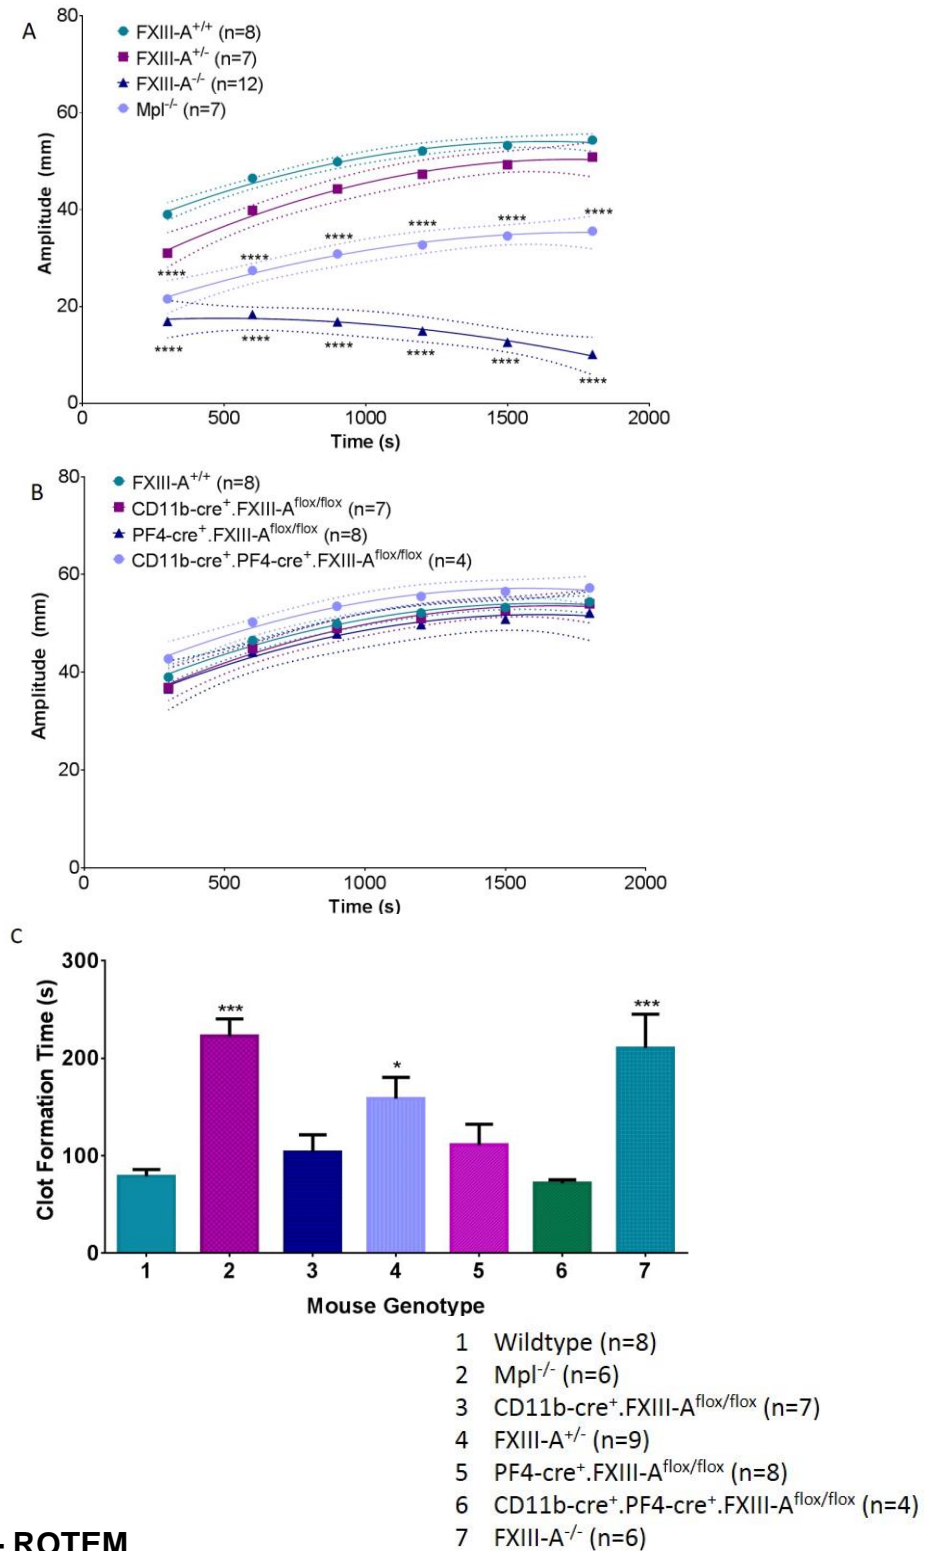 A
80
FXIII-A+/+ (n=8)
FXIII-A+/- (n=7)
FXIII-A-/- (n=12)
Mpl-/- (n=7)
60
40
20
0
Amplitude (mm)
**** **** **** **** **** ****
**** **** **** **** **** ****
0 500 1000 1500 2000
Time (s)
B
80
FXIII-A+/+ (n=8)
CD11b-cre+.FXIII-Aflox/flox (n=7)
PF4-cre+.FXIII-Aflox/flox (n=8)
CD11b-cre+.PF4-cre+.FXIII-Aflox/flox (n=4)
60
40
20
0
Amplitude (mm)
0 500 1000 1500 2000
Time (s)
C
300
200
100
0
Clot Formation Time (s)
*** * ***
1 2 3 4 5 6 7
Mouse Genotype
1 Wildtype (n=8)
2 Mpl-/- (n=6)
3 CD11b-cre+.FXIII-Aflox/flox (n=7)
4 FXIII-A+/- (n=9)
5 PF4-cre+.FXIII-Aflox/flox (n=8)
6 CD11b-cre+.PF4-cre+.FXIII-Aflox/flox (n=4)
7 FXIII-A-/- (n=6)
- ROTEM